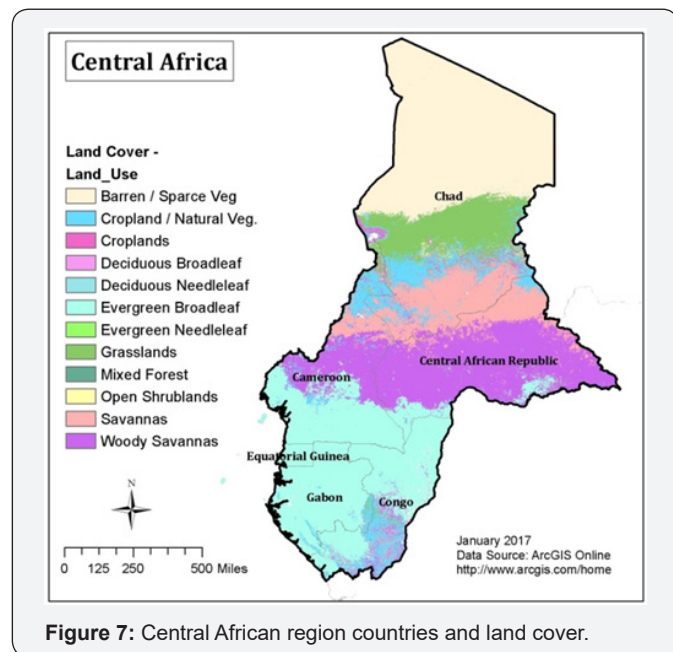 Central Africa
Land Cover -
Land_Use
Barren / Sparce Veg
Cropland / Natural Veg.
Croplands
Deciduous Broadleaf
Deciduous Needleleaf
Evergreen Broadleaf
Evergreen Needleleaf
Grasslands
Mixed Forest
Open Shrublands
Savannas
Woody Savannas
Chad
Central African Republic
Cameroon
Equatorial Guinea
Gabon
Congo
N
0 125 250 500 Miles
January 2017
Data Source: ArcGIS Online
http://www.arcgis.com/home
Figure 7: Central African region countries and land cover.